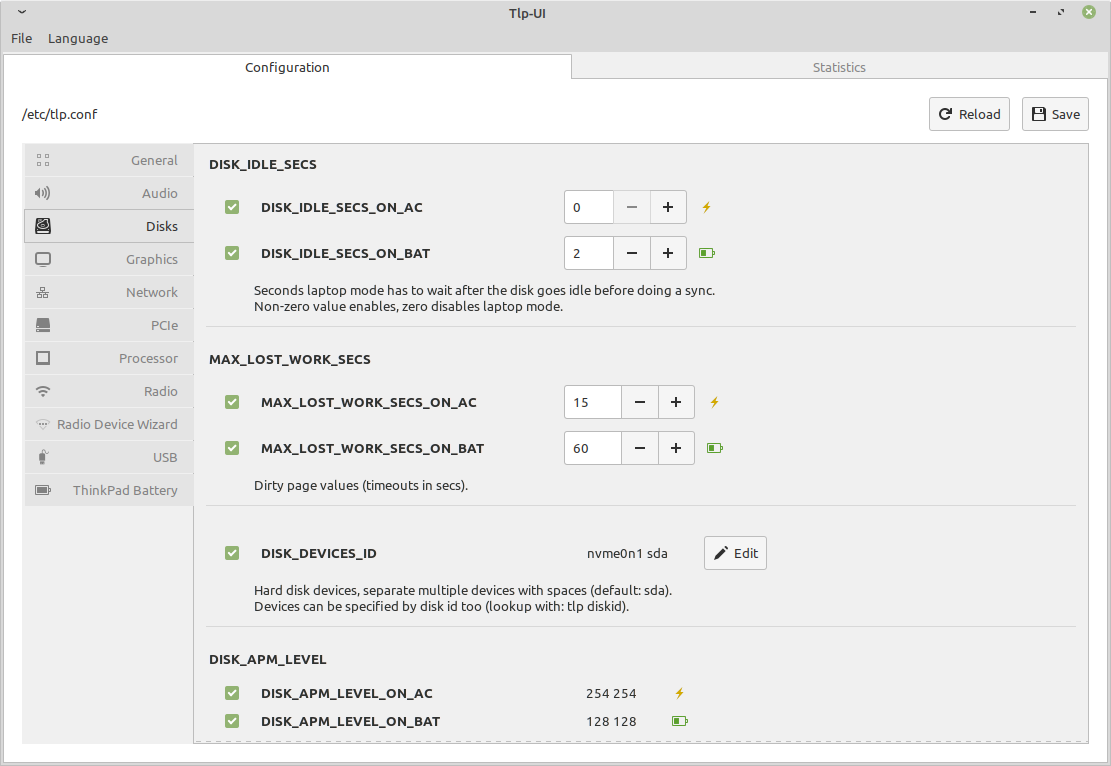 Tlp-UI
File Language
Configuration Statistics
/etc/tlp.conf
Reload Save
General
Audio
Disks
Graphics
Network
PCIe
Processor
Radio
Radio Device Wizard
USB
ThinkPad Battery
DISK_IDLE_SECS
DISK_IDLE_SECS_ON_AC 0
DISK_IDLE_SECS_ON_BAT 2
Seconds laptop mode has to wait after the disk goes idle before doing a sync.
Non-zero value enables, zero disables laptop mode.
MAX_LOST_WORK_SECS
MAX_LOST_WORK_SECS_ON_AC 15
MAX_LOST_WORK_SECS_ON_BAT 60
Dirty page values (timeouts in secs).
DISK_DEVICES_ID nvme0n1 sda Edit
Hard disk devices, separate multiple devices with spaces (default: sda).
Devices can be specified by disk id too (lookup with: tlp diskid).
DISK_APM_LEVEL
DISK_APM_LEVEL_ON_AC 254 254
DISK_APM_LEVEL_ON_BAT 128 128